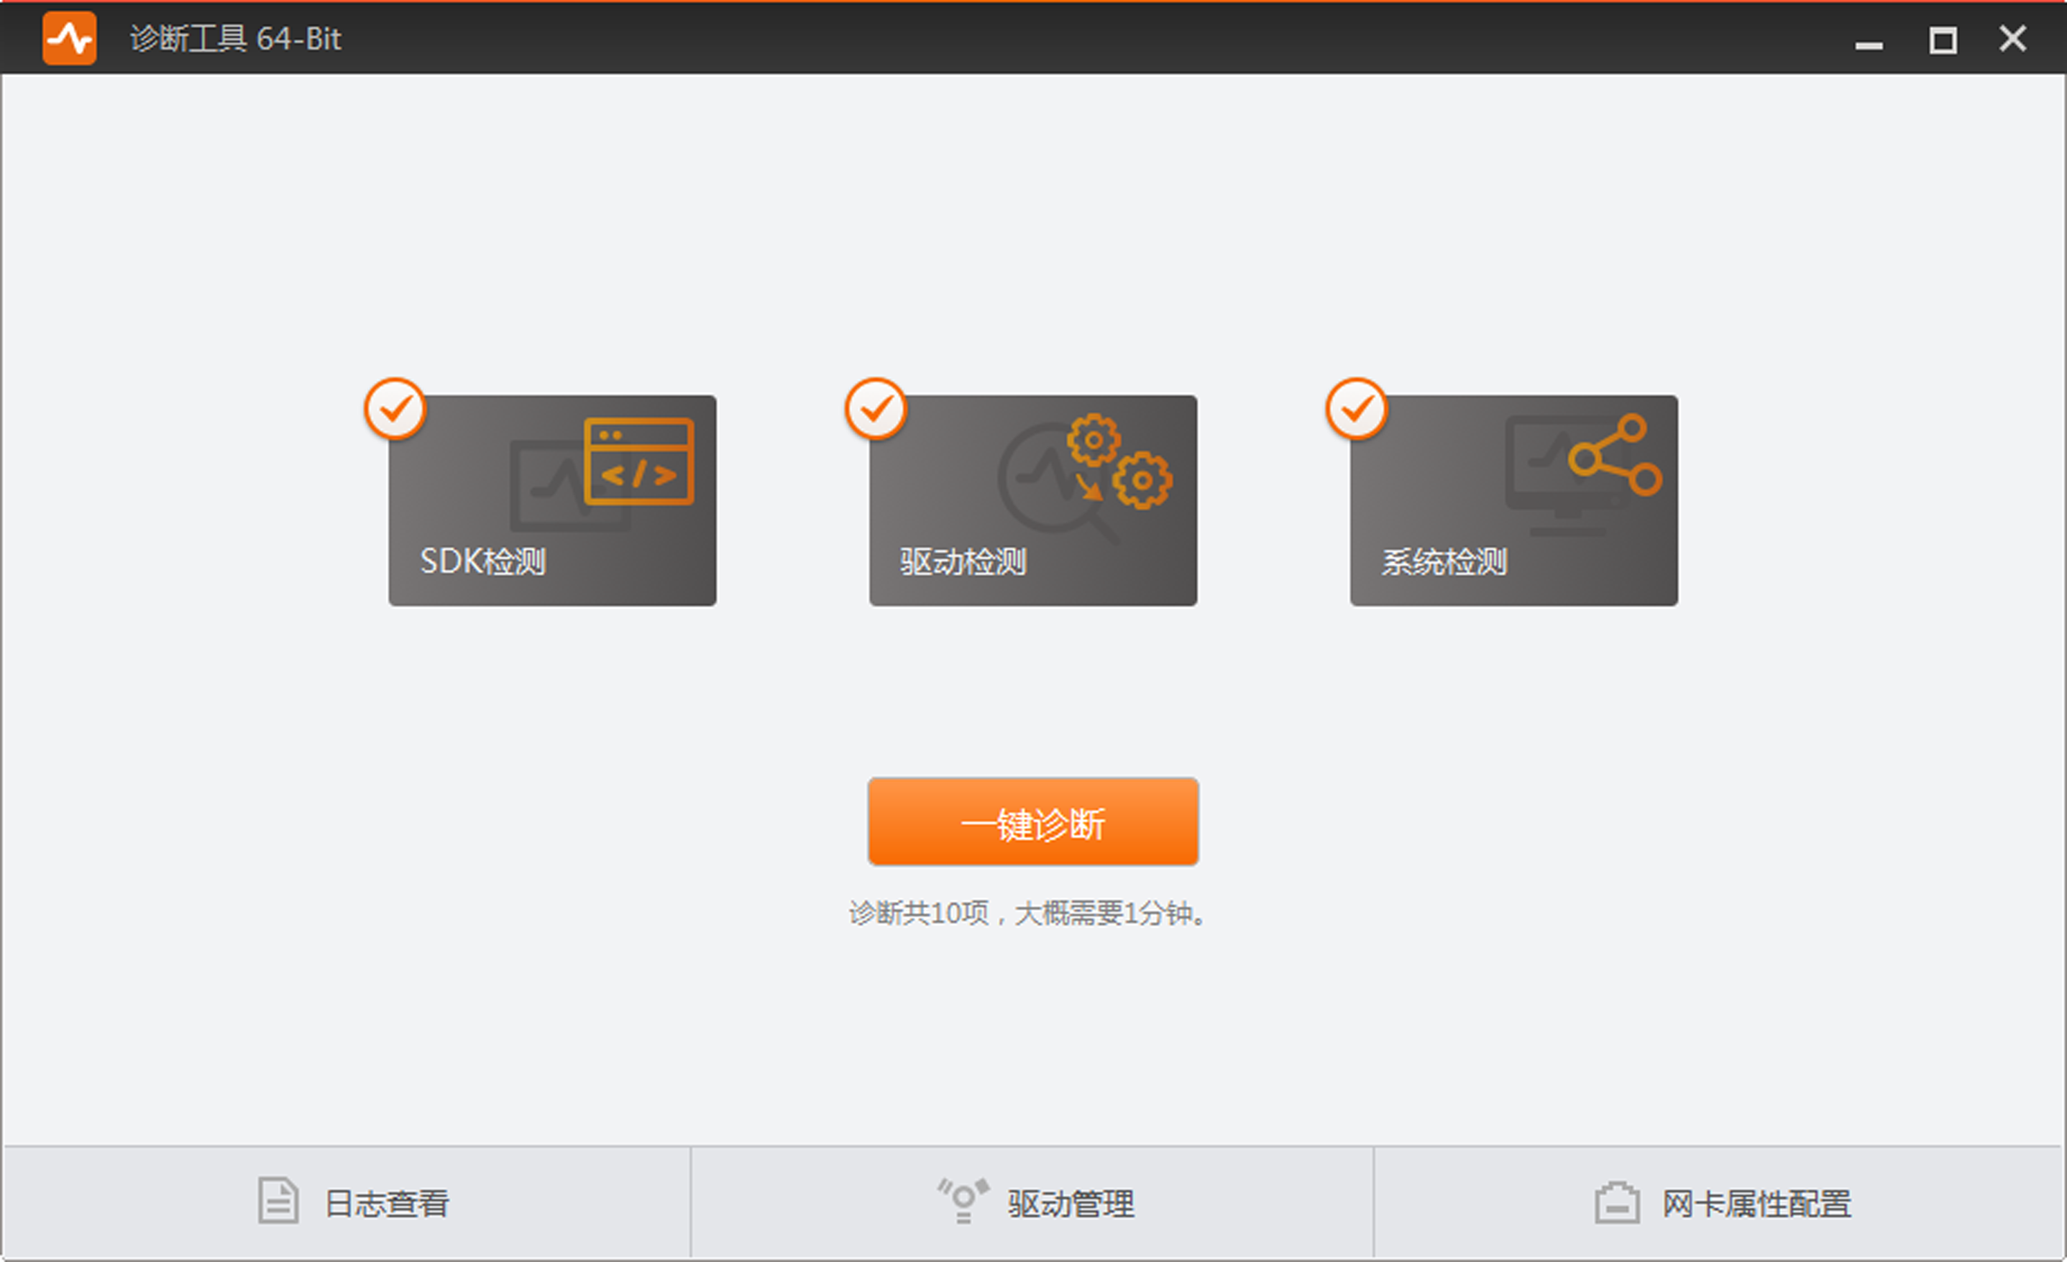 诊断工具 64-Bit
SDK检测
驱动检测
系统检测
一键诊断
诊断共10项，大概需要1分钟。
日志查看
驱动管理
网卡属性配置